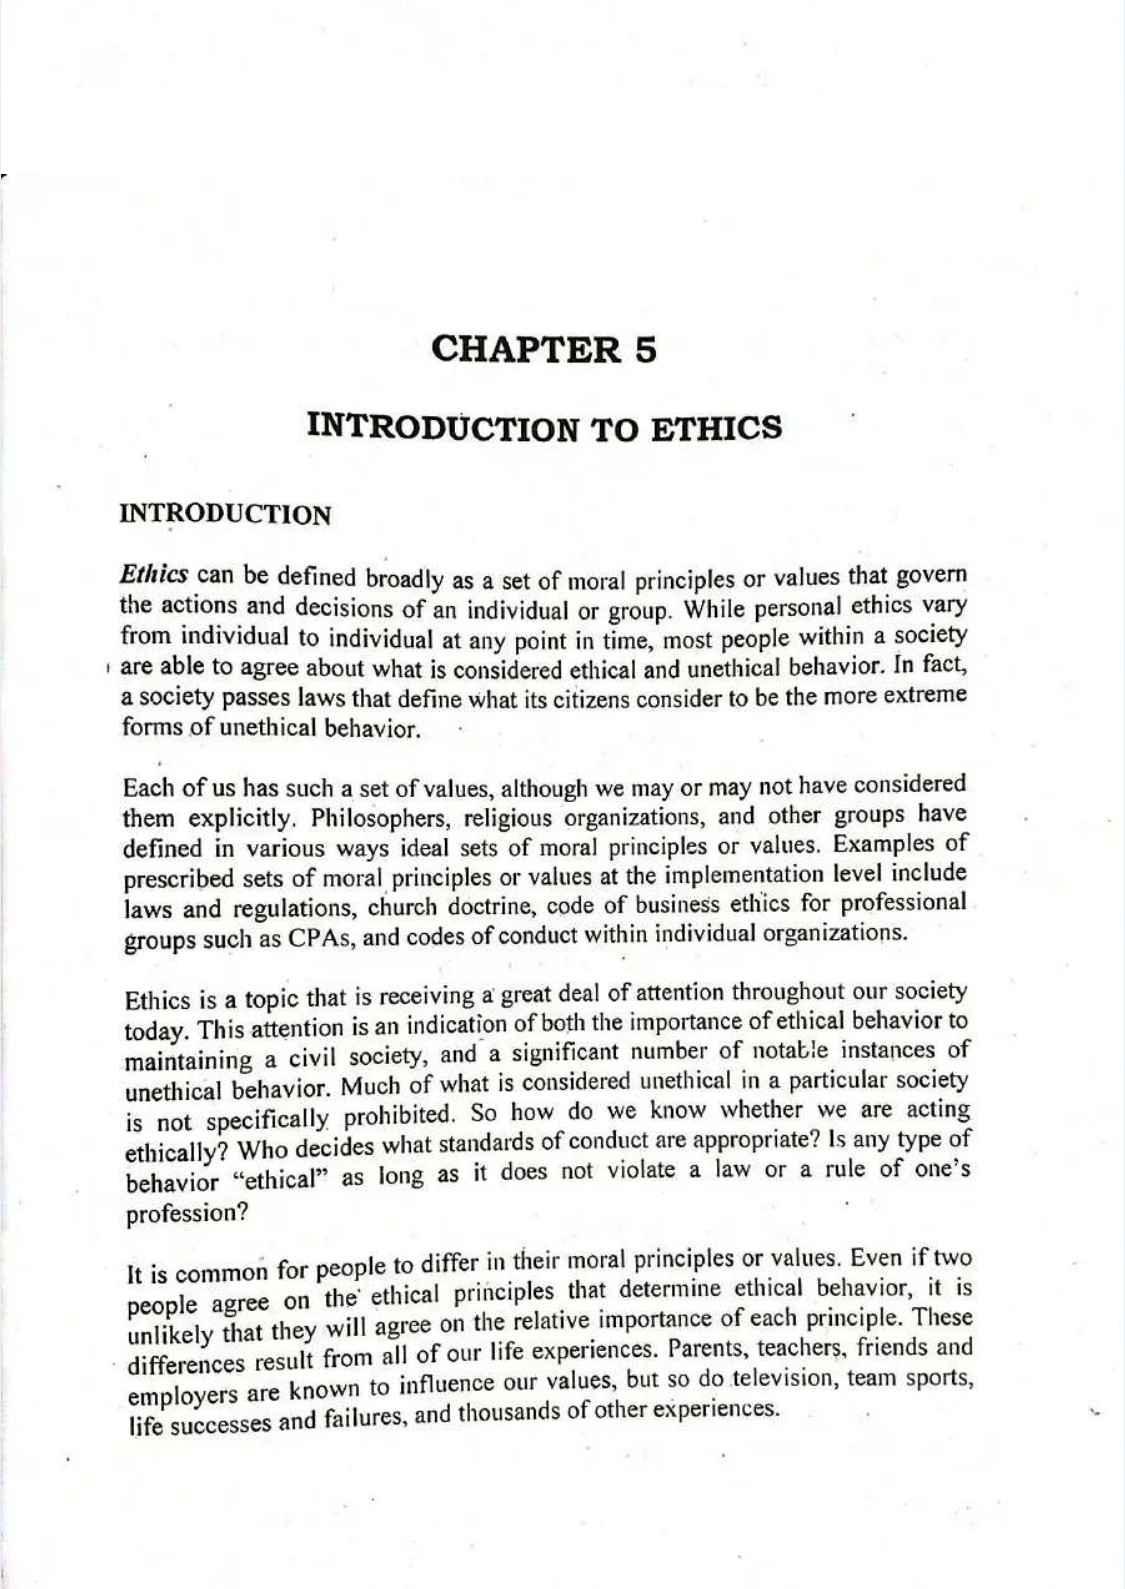 CHAPTER 5
INTRODUCTION TO ETHICS
INTRODUCTION
Ethics can be defined broadly as a set of moral principles or values that govern
the actions and decisions of an individual or group. While personal ethics vary
from individual to individual at any point in time, most people within a society
are able to agree about what is considered ethical and unethical behavior. In fact,
a society passes laws that define what its citizens consider to be the more extreme
forms of unethical behavior.
Each of us has such a set of values, although we may or may not have considered
them explicitly. Philosophers, religious organizations, and other groups have
defined in various ways ideal sets of moral principles or values. Examples of
prescribed sets of moral principles or values at the implementation level include
laws and regulations, church doctrine, code of business ethics for professional
groups such as CPAs, and codes of conduct within individual organizations.
Ethics is a topic that is receiving a great deal of attention throughout our society
today. This attention is an indication of both the importance of ethical behavior to
maintaining a civil society, and a significant number of notable instances of
unethical behavior. Much of what is considered unethical in a particular society
is not specifically prohibited. So how do we know whether we are acting
ethically? Who decides what standards of conduct are appropriate? Is any type of
behavior “ethical” as long as it does not violate a law or a rule of one’s
profession?
It is common for people to differ in their moral principles or values. Even if two
people agree on the ethical principles that determine ethical behavior, it is
unlikely that they will agree on the relative importance of each principle. These
differences result from all of our life experiences. Parents, teachers, friends and
employers are known to influence our values, but so do television, team sports,
life successes and failures, and thousands of other experiences.